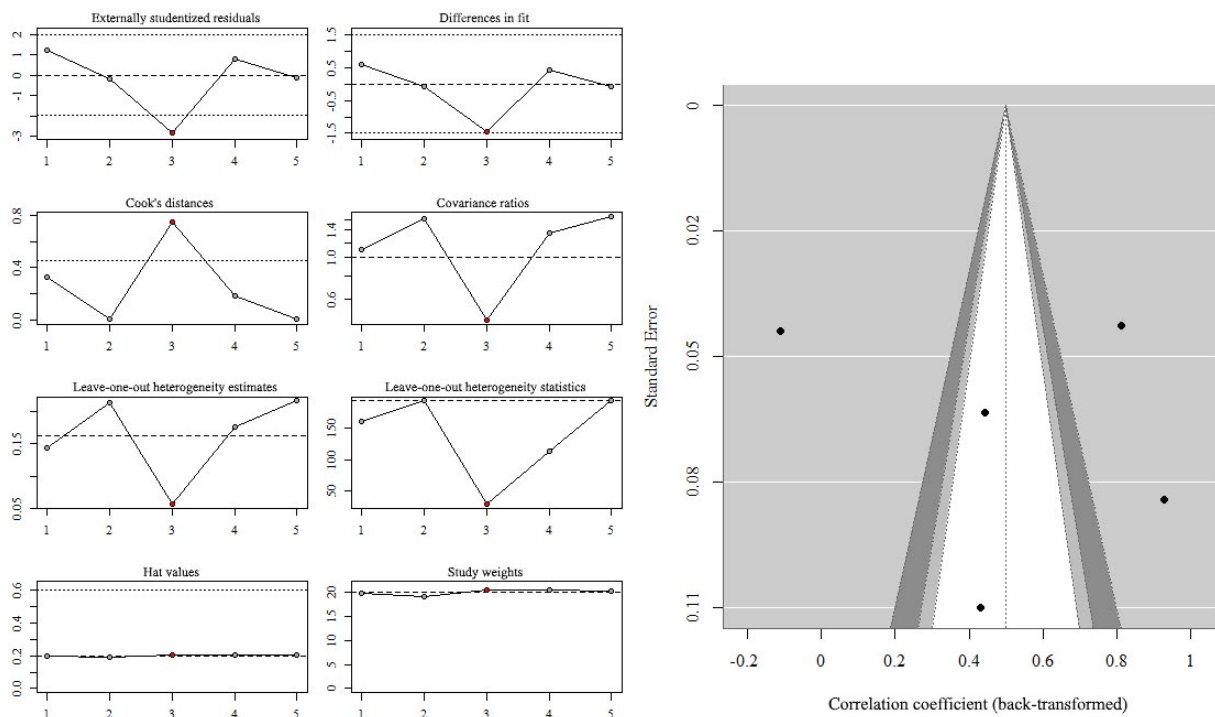 Externally studentized residuals
2
1
0
-1
-3
1 2 3 4 5
Differences in fit
1.5
0.5
-0.5
-1.5
1 2 3 4 5
Cook's distances
0.8
0.4
0.0
1 2 3 4 5
Covariance ratios
1.4
1.0
0.6
1 2 3 4 5
Leave-one-out heterogeneity estimates
0.15
0.05
1 2 3 4 5
Leave-one-out heterogeneity statistics
150
100
50
1 2 3 4 5
Hat values
0.6
0.4
0.2
0.0
1 2 3 4 5
Study weights
20
15
10
5
0
1 2 3 4 5
Standard Error
0
0.02
0.05
0.08
0.11
-0.2 0 0.2 0.4 0.6 0.8 1
Correlation coefficient (back-transformed)